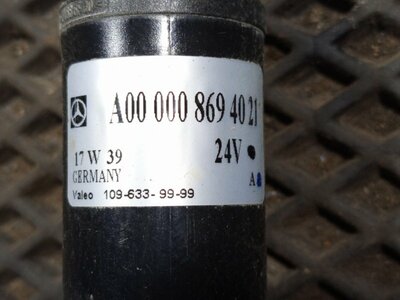 A00 000 869 40 21
17 W 39 24V
GERMANY A
Valeo 109-633-99-99